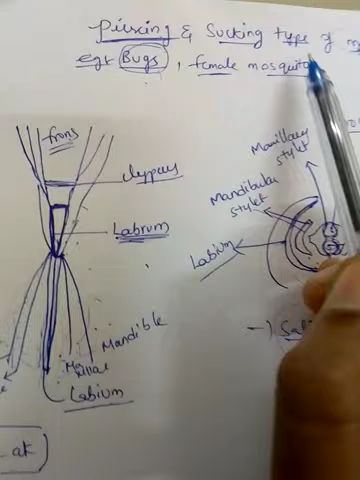 Piercing & Sucking type of
eg:- Bugs, female mosquito
frons
clypeus
Labrum
Mandible
Maxillae
Labium
Maxillary stylet
Mandibular stylet
Labium
ak